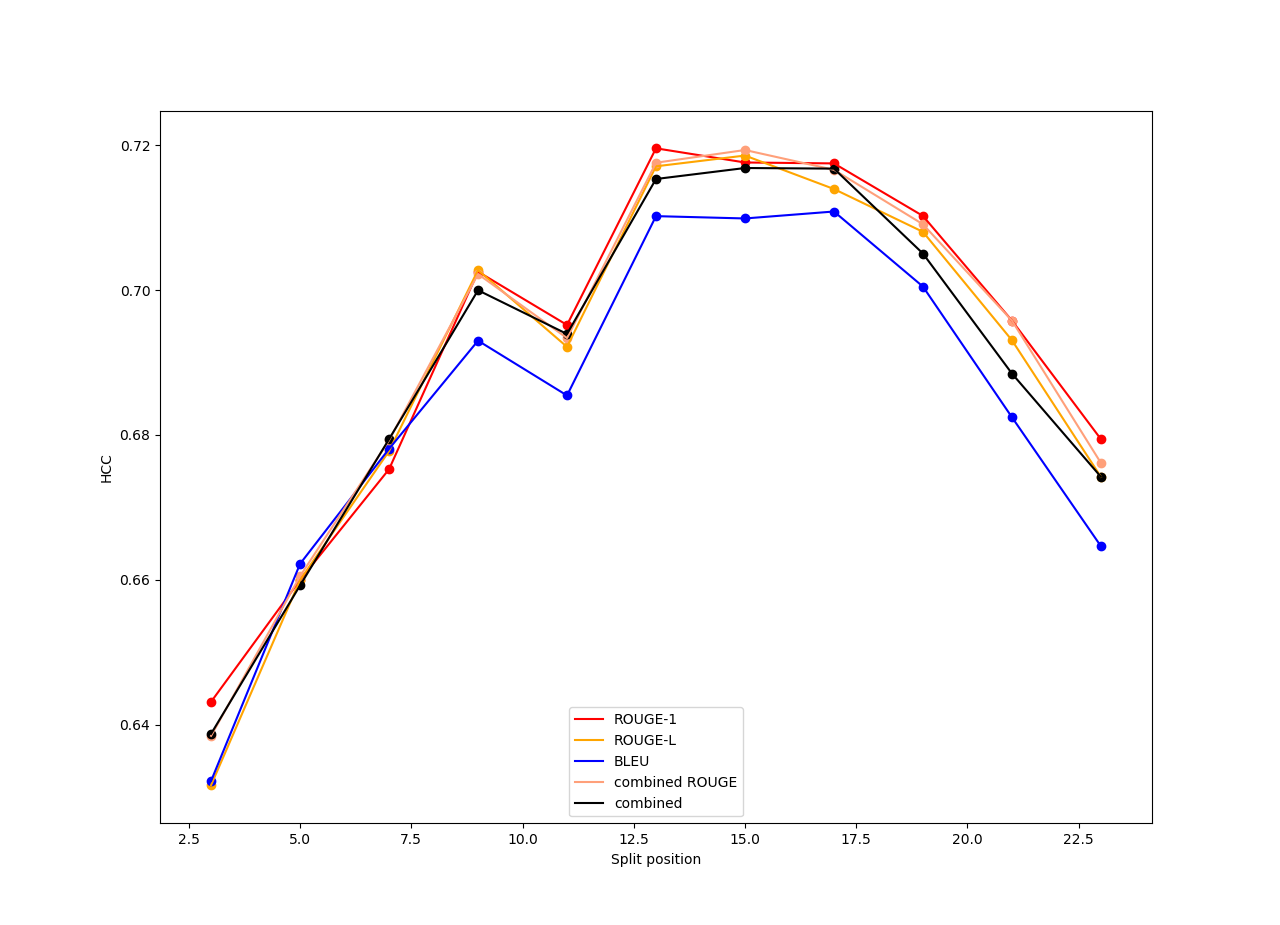 0.72
0.70
0.68
0.66
0.64
HCC
2.5 5.0 7.5 10.0 12.5 15.0 17.5 20.0 22.5
Split position
ROUGE-1
ROUGE-L
BLEU
combined ROUGE
combined